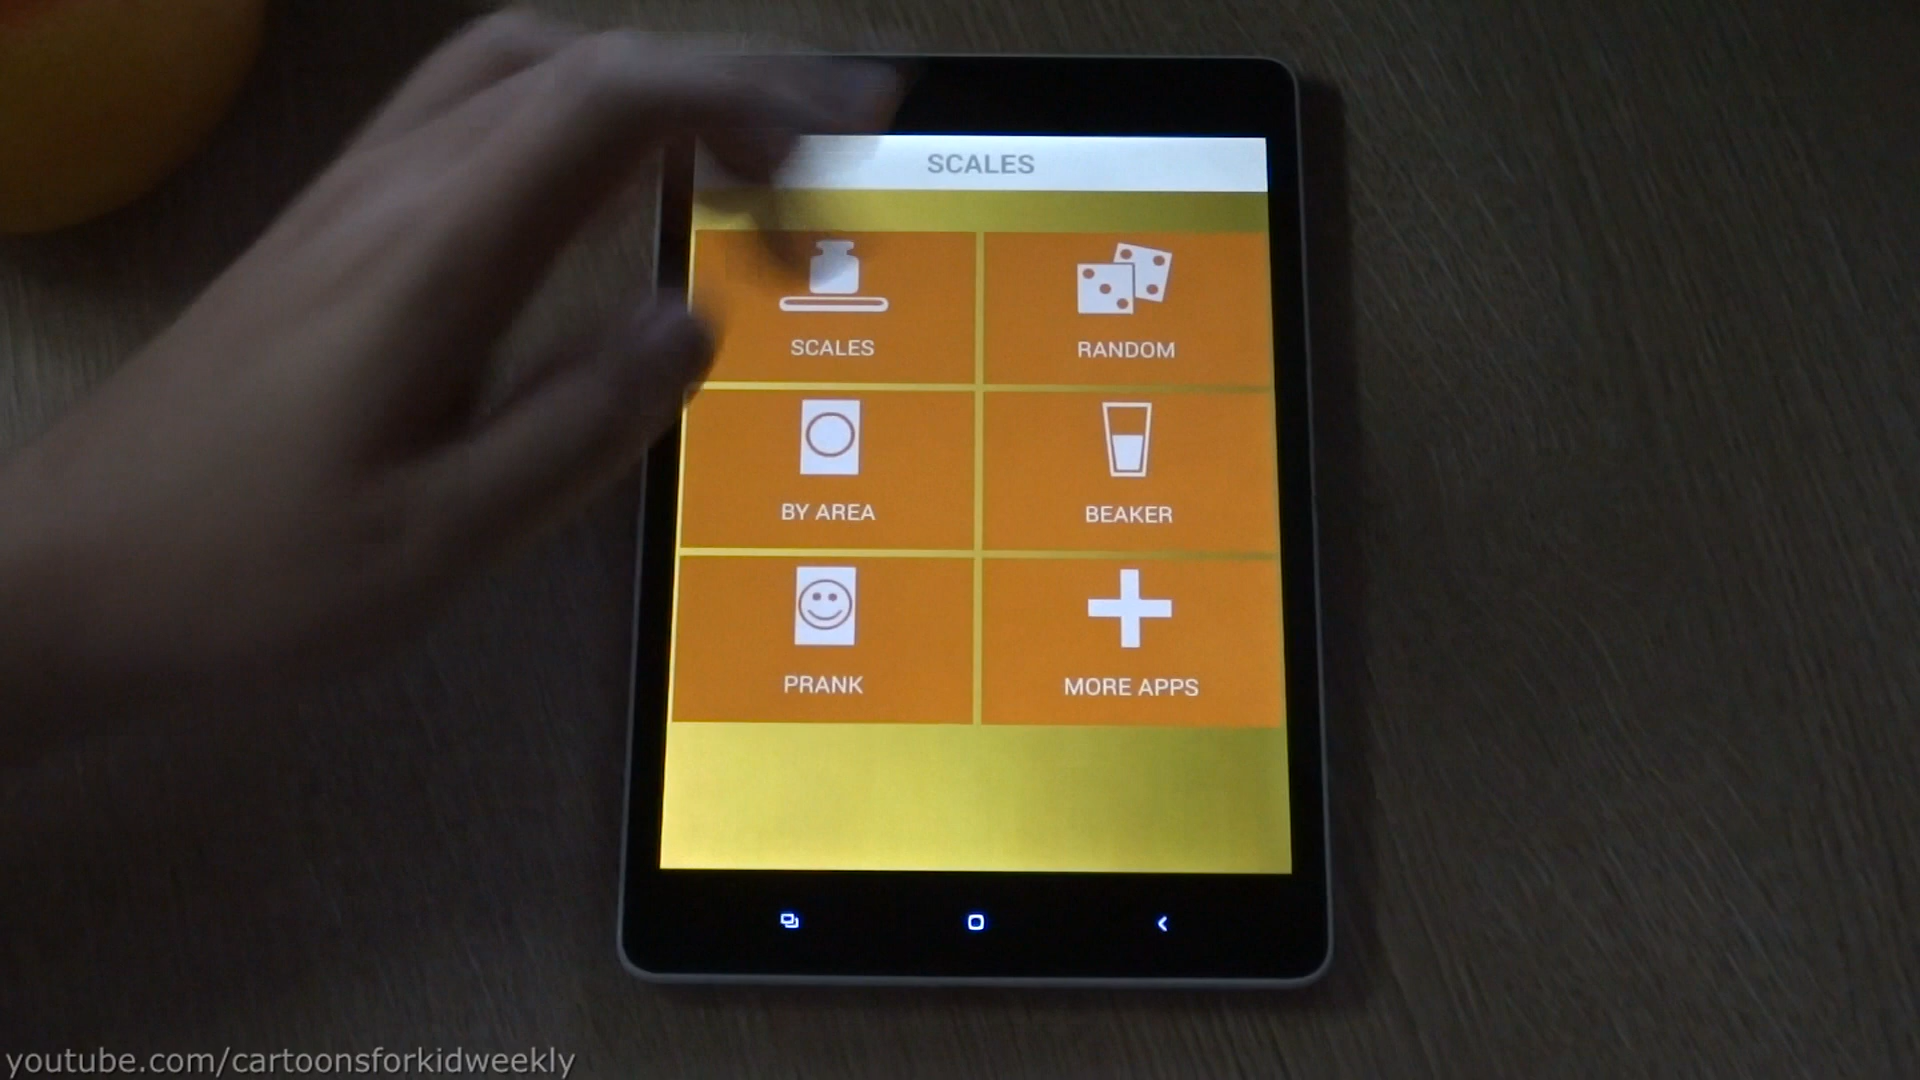 SCALES
SCALES
RANDOM
BY AREA
BEAKER
PRANK
MORE APPS
youtube.com/cartoonsforkidweekly